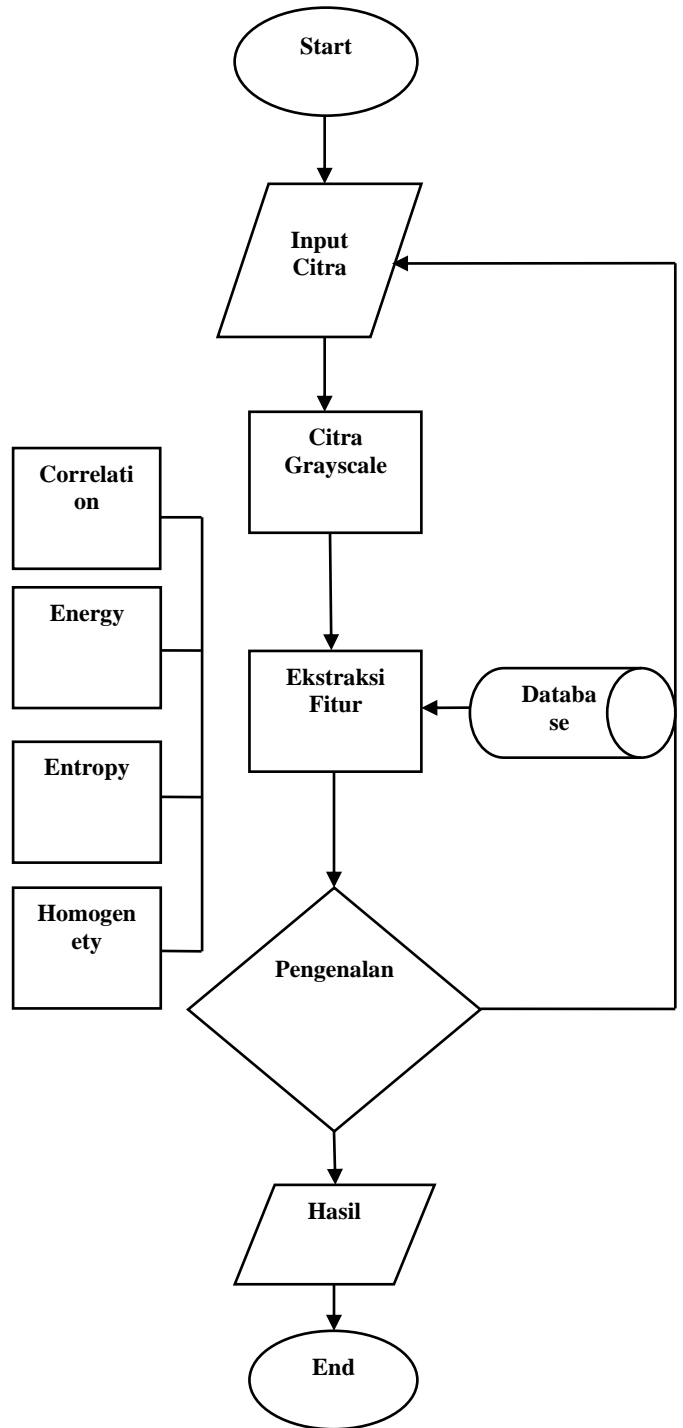 Start
Input
Citra
Citra
Grayscale
Correlati
on
Energy
Ekstraksi
Fitur
Databa
se
Entropy
Homogen
ety
Pengenalan
Hasil
End